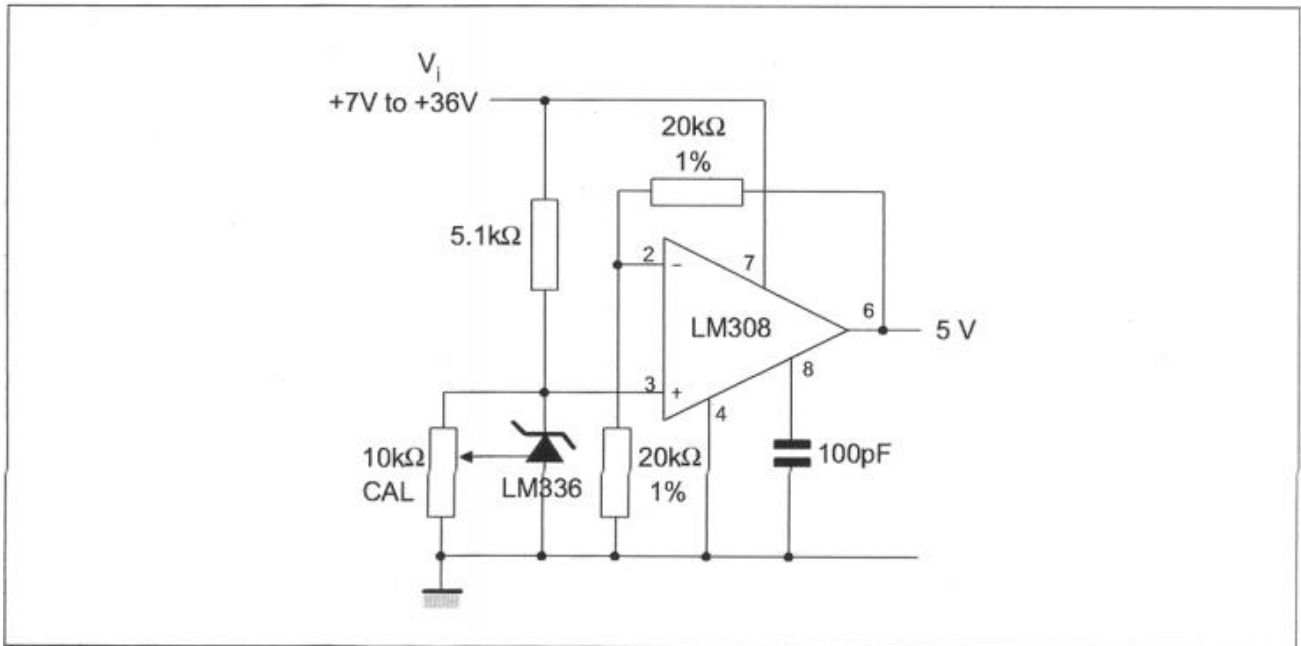 Vi
+7V to +36V
20kΩ
1%
5.1kΩ
2
−
7
LM308
6
5 V
8
3
+
4
10kΩ
CAL
LM336
20kΩ
1%
100pF